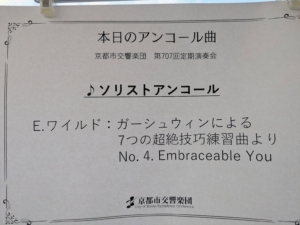 本日のアンコール曲
京都市交響楽団　第707回定期演奏会
♪ソリストアンコール
E.ワイルド：ガーシュウィンによる
7つの超絶技巧練習曲より
No. 4. Embraceable You
京都市交響楽団